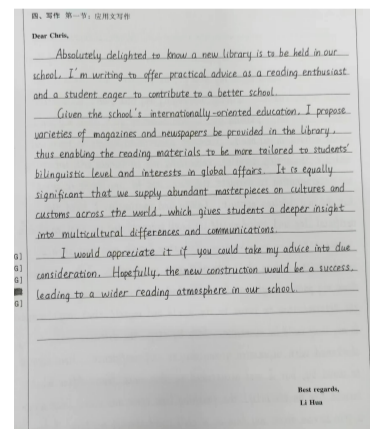 四、写作 第一节：应用文写作
Dear Chris,
Absolutely delighted to know a new library is to be held in our
school, I'm writing to offer practical advice as a reading enthusiast
and a student eager to contribute to a better school.
Given the school's internationally-oriented education, I propose
varieties of magazines and newspapers be provided in the library,
thus enabling the reading materials to be more tailored to students'
bilinguistic level and interests in global affairs. It is equally
significant that we supply abundant masterpieces on cultures and
customs across the world, which gives students a deeper insight
into multicultural differences and communications.
I would appreciate it if you could take my advice into due
consideration. Hopefully, the new construction would be a success,
leading to a wider reading atmosphere in our school.
Best regards,
Li Hua
G]
G]
G]
G]